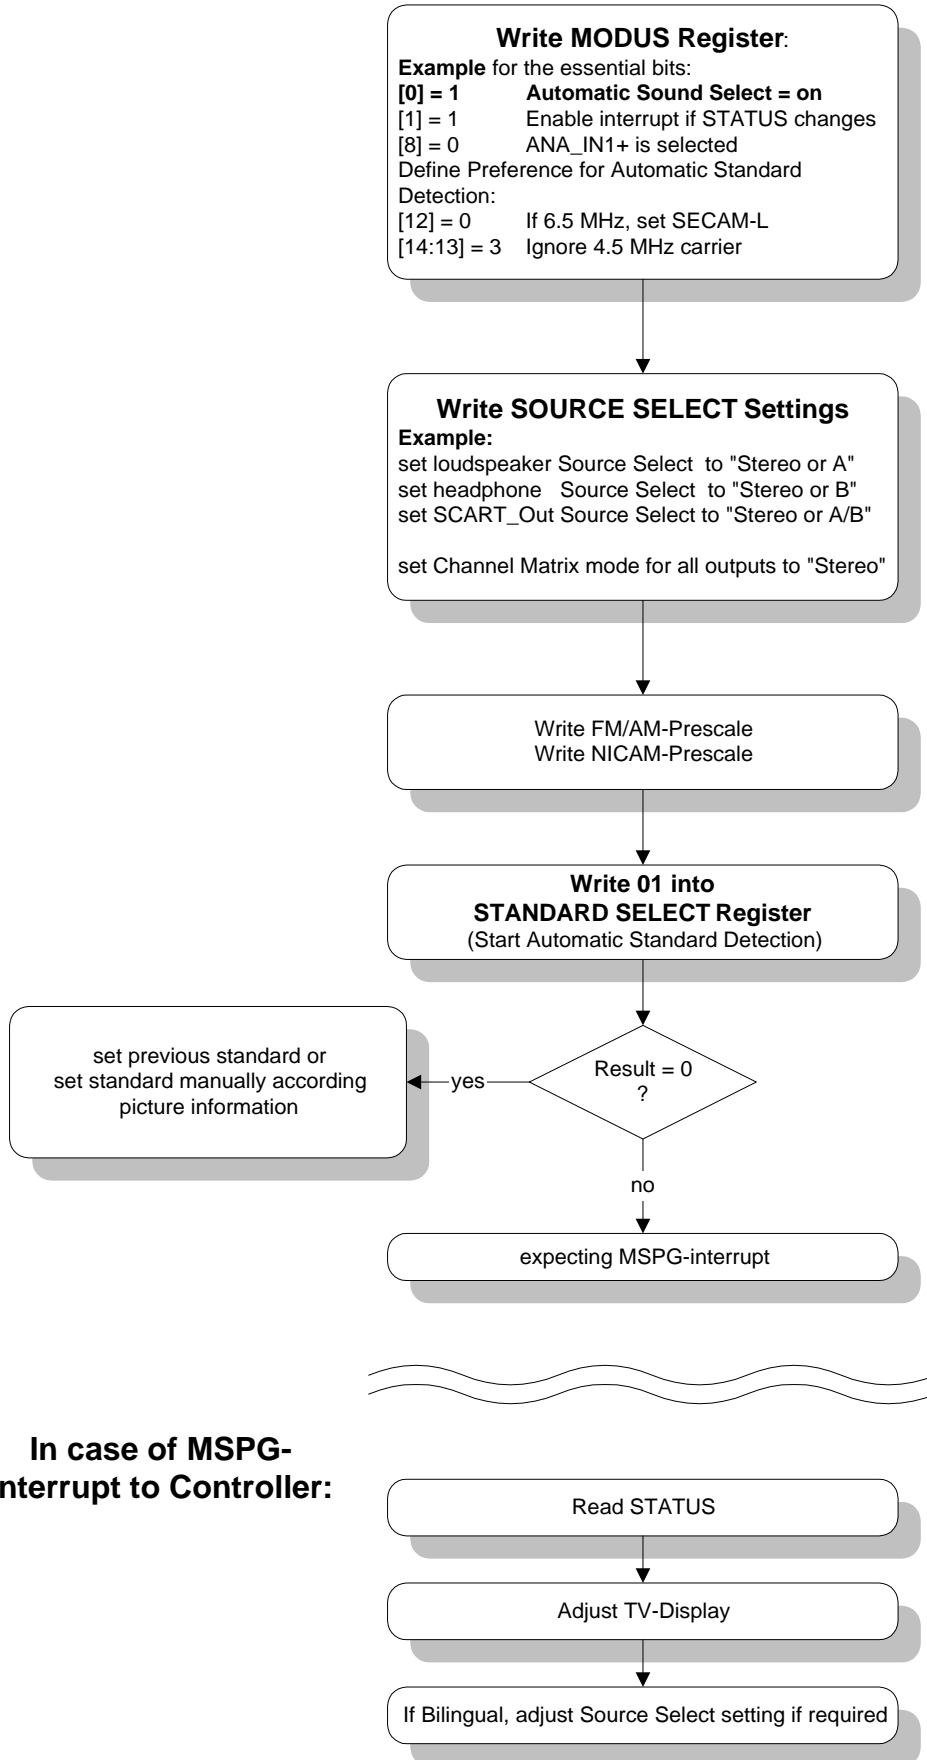 Write MODUS Register:
Example for the essential bits:
[0] = 1 Automatic Sound Select = on
[1] = 1 Enable interrupt if STATUS changes
[8] = 0 ANA_IN1+ is selected
Define Preference for Automatic Standard
Detection:
[12] = 0 If 6.5 MHz, set SECAM-L
[14:13] = 3 Ignore 4.5 MHz carrier
Write SOURCE SELECT Settings
Example:
set loudspeaker Source Select to "Stereo or A"
set headphone Source Select to "Stereo or B"
set SCART_Out Source Select to "Stereo or A/B"
set Channel Matrix mode for all outputs to "Stereo"
Write FM/AM-Prescale
Write NICAM-Prescale
Write 01 into
STANDARD SELECT Register
(Start Automatic Standard Detection)
Result = 0
?
yes
set previous standard or
set standard manually according
picture information
no
expecting MSPG-interrupt
In case of MSPG-
nterrupt to Controller:
Read STATUS
Adjust TV-Display
If Bilingual, adjust Source Select setting if required